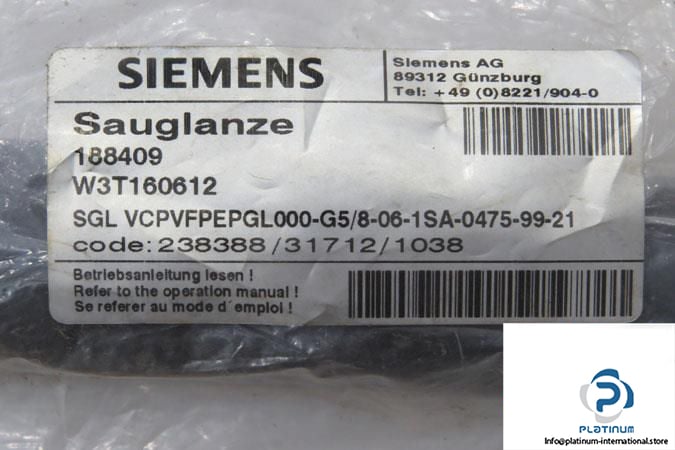 SIEMENS
Siemens AG
89312 Günzburg
Tel: +49 (0)8221/904-0
Sauglanze
188409
W3T160612
SGL VCPVFPEPGL000-G5/8-06-1SA-0475-99-21
code: 238388/31712/1038
Betriebsanleitung lesen !
Refer to the operation manual !
Se referer au mode d´emploi !
PLATINUM
Info@platinum-international.store